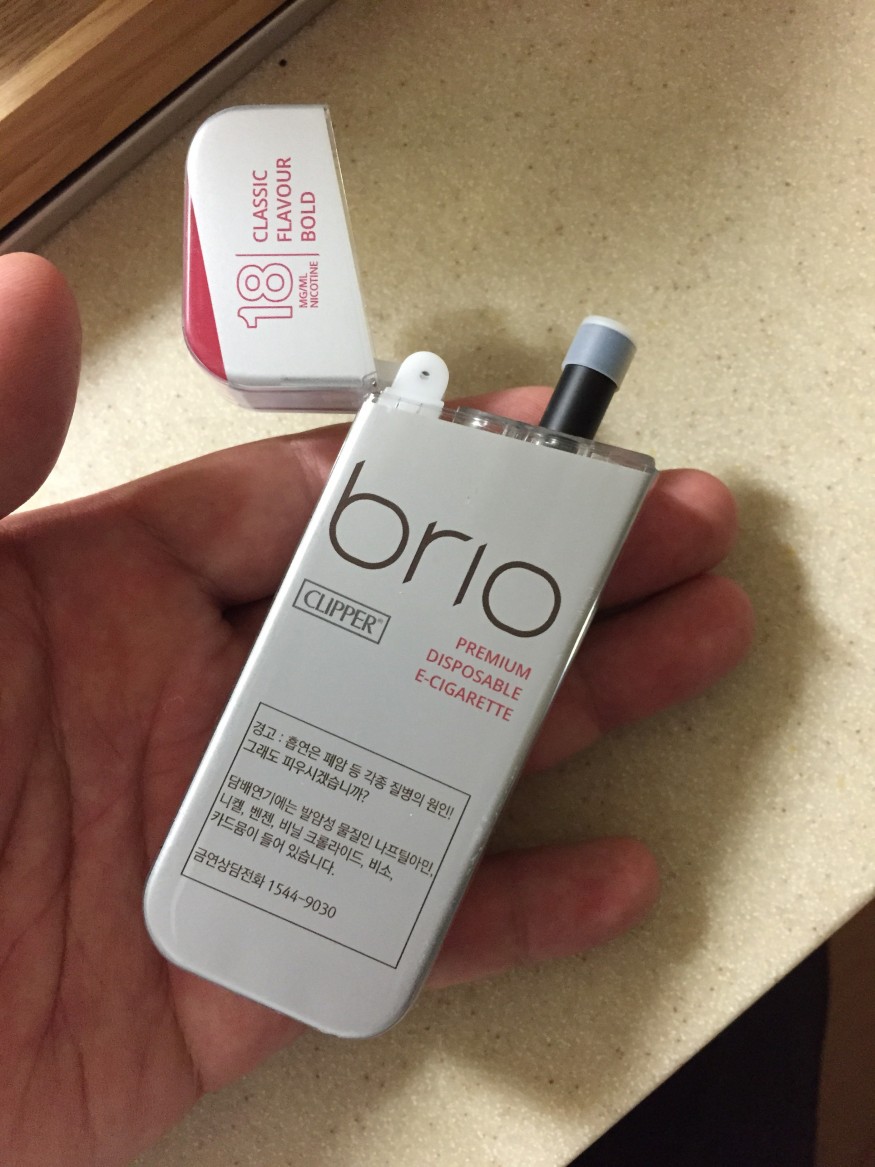 18
MG/ML
NICOTINE
CLASSIC
FLAVOUR
BOLD
brio
CLIPPER®
PREMIUM
DISPOSABLE
E-CIGARETTE
경고 : 흡연은 폐암 등 각종 질병의 원인!
그래도 피우시겠습니까?
담배연기에는 발암성 물질인 나프틸아민,
니켈, 벤젠, 비닐 크롤라이드, 비소,
카드뮴이 들어 있습니다.
금연상담전화 1544-9030